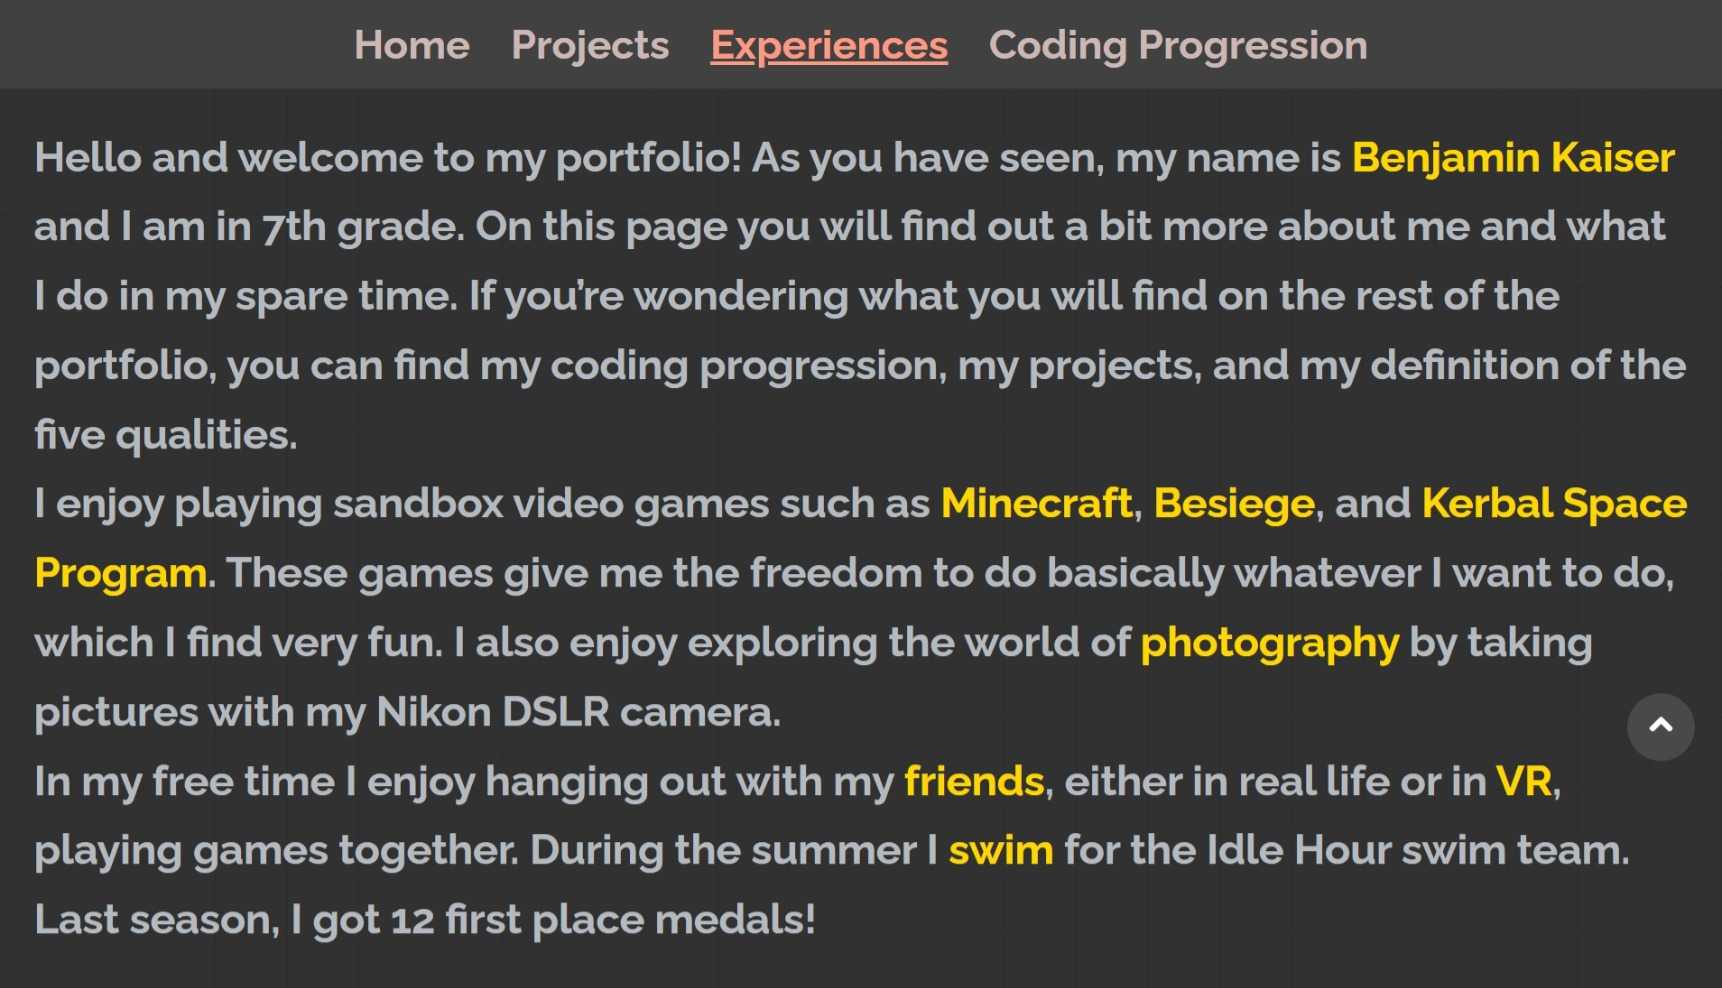 Home Projects Experiences Coding Progression
Hello and welcome to my portfolio! As you have seen, my name is Benjamin Kaiser
and I am in 7th grade. On this page you will find out a bit more about me and what
I do in my spare time. If you’re wondering what you will find on the rest of the
portfolio, you can find my coding progression, my projects, and my definition of the
five qualities.
I enjoy playing sandbox video games such as Minecraft, Besiege, and Kerbal Space
Program. These games give me the freedom to do basically whatever I want to do,
which I find very fun. I also enjoy exploring the world of photography by taking
pictures with my Nikon DSLR camera.
In my free time I enjoy hanging out with my friends, either in real life or in VR,
playing games together. During the summer I swim for the Idle Hour swim team.
Last season, I got 12 first place medals!